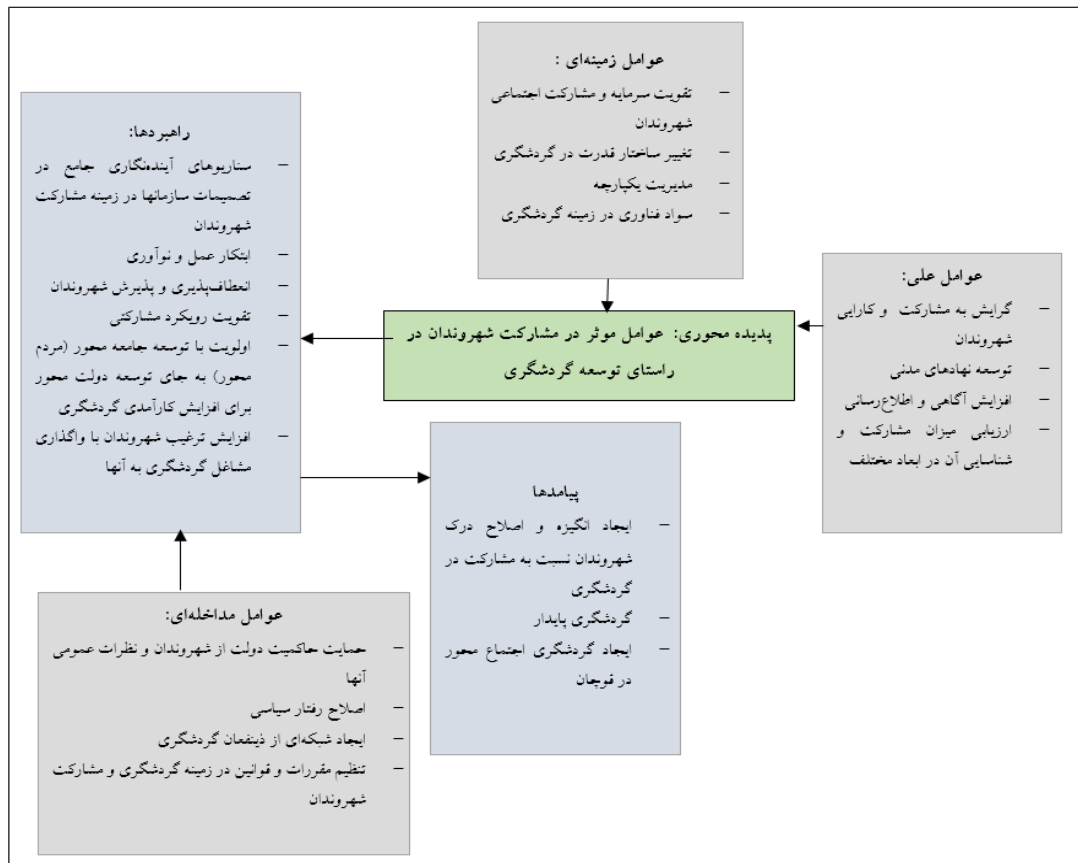 عوامل زمینه‌ای :
– تقویت سرمایه و مشارکت اجتماعی
شهروندان
– تغییر ساختار قدرت در گردشگری
– مدیریت یکپارچه
– سواد فناوری در زمینه گردشگری
راهبردها:
– سناریوهای آینده‌نگاری جامع در
تصمیمات سازمانها در زمینه مشارکت
شهروندان
– ابتکار عمل و نوآوری
– انعطاف‌پذیری و پذیرش شهروندان
– تقویت رویکرد مشارکتی
– اولویت با توسعه جامعه محور (مردم
محور) به جای توسعه دولت محور
برای افزایش کارآمدی گردشگری
– افزایش ترغیب شهروندان با واگذاری
مشاغل گردشگری به آنها
عوامل علی:
– گرایش به مشارکت و کارایی
شهروندان
– توسعه نهادهای مدنی
– افزایش آگاهی و اطلاع‌رسانی
– ارزیابی میزان مشارکت و
شناسایی آن در ابعاد مختلف
پدیده محوری: عوامل موثر در مشارکت شهروندان در
راستای توسعه گردشگری
پیامدها
– ایجاد انگیزه و اصلاح درک
شهروندان نسبت به مشارکت در
گردشگری
– گردشگری پایدار
– ایجاد گردشگری اجتماع محور
در قوچان
عوامل مداخله‌ای:
– حمایت حاکمیت دولت از شهروندان و نظرات عمومی
آنها
– اصلاح رفتار سیاسی
– ایجاد شبکه‌ای از ذینفعان گردشگری
– تنظیم مقررات و قوانین در زمینه گردشگری و مشارکت
شهروندان